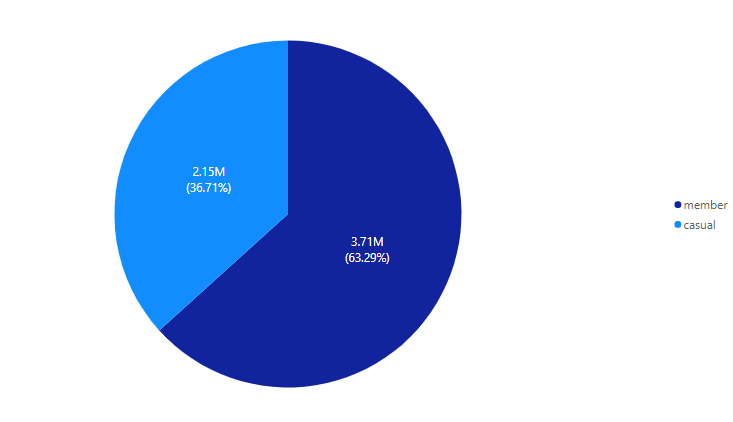 2.15M
(36.71%)
3.71M
(63.29%)
member
casual